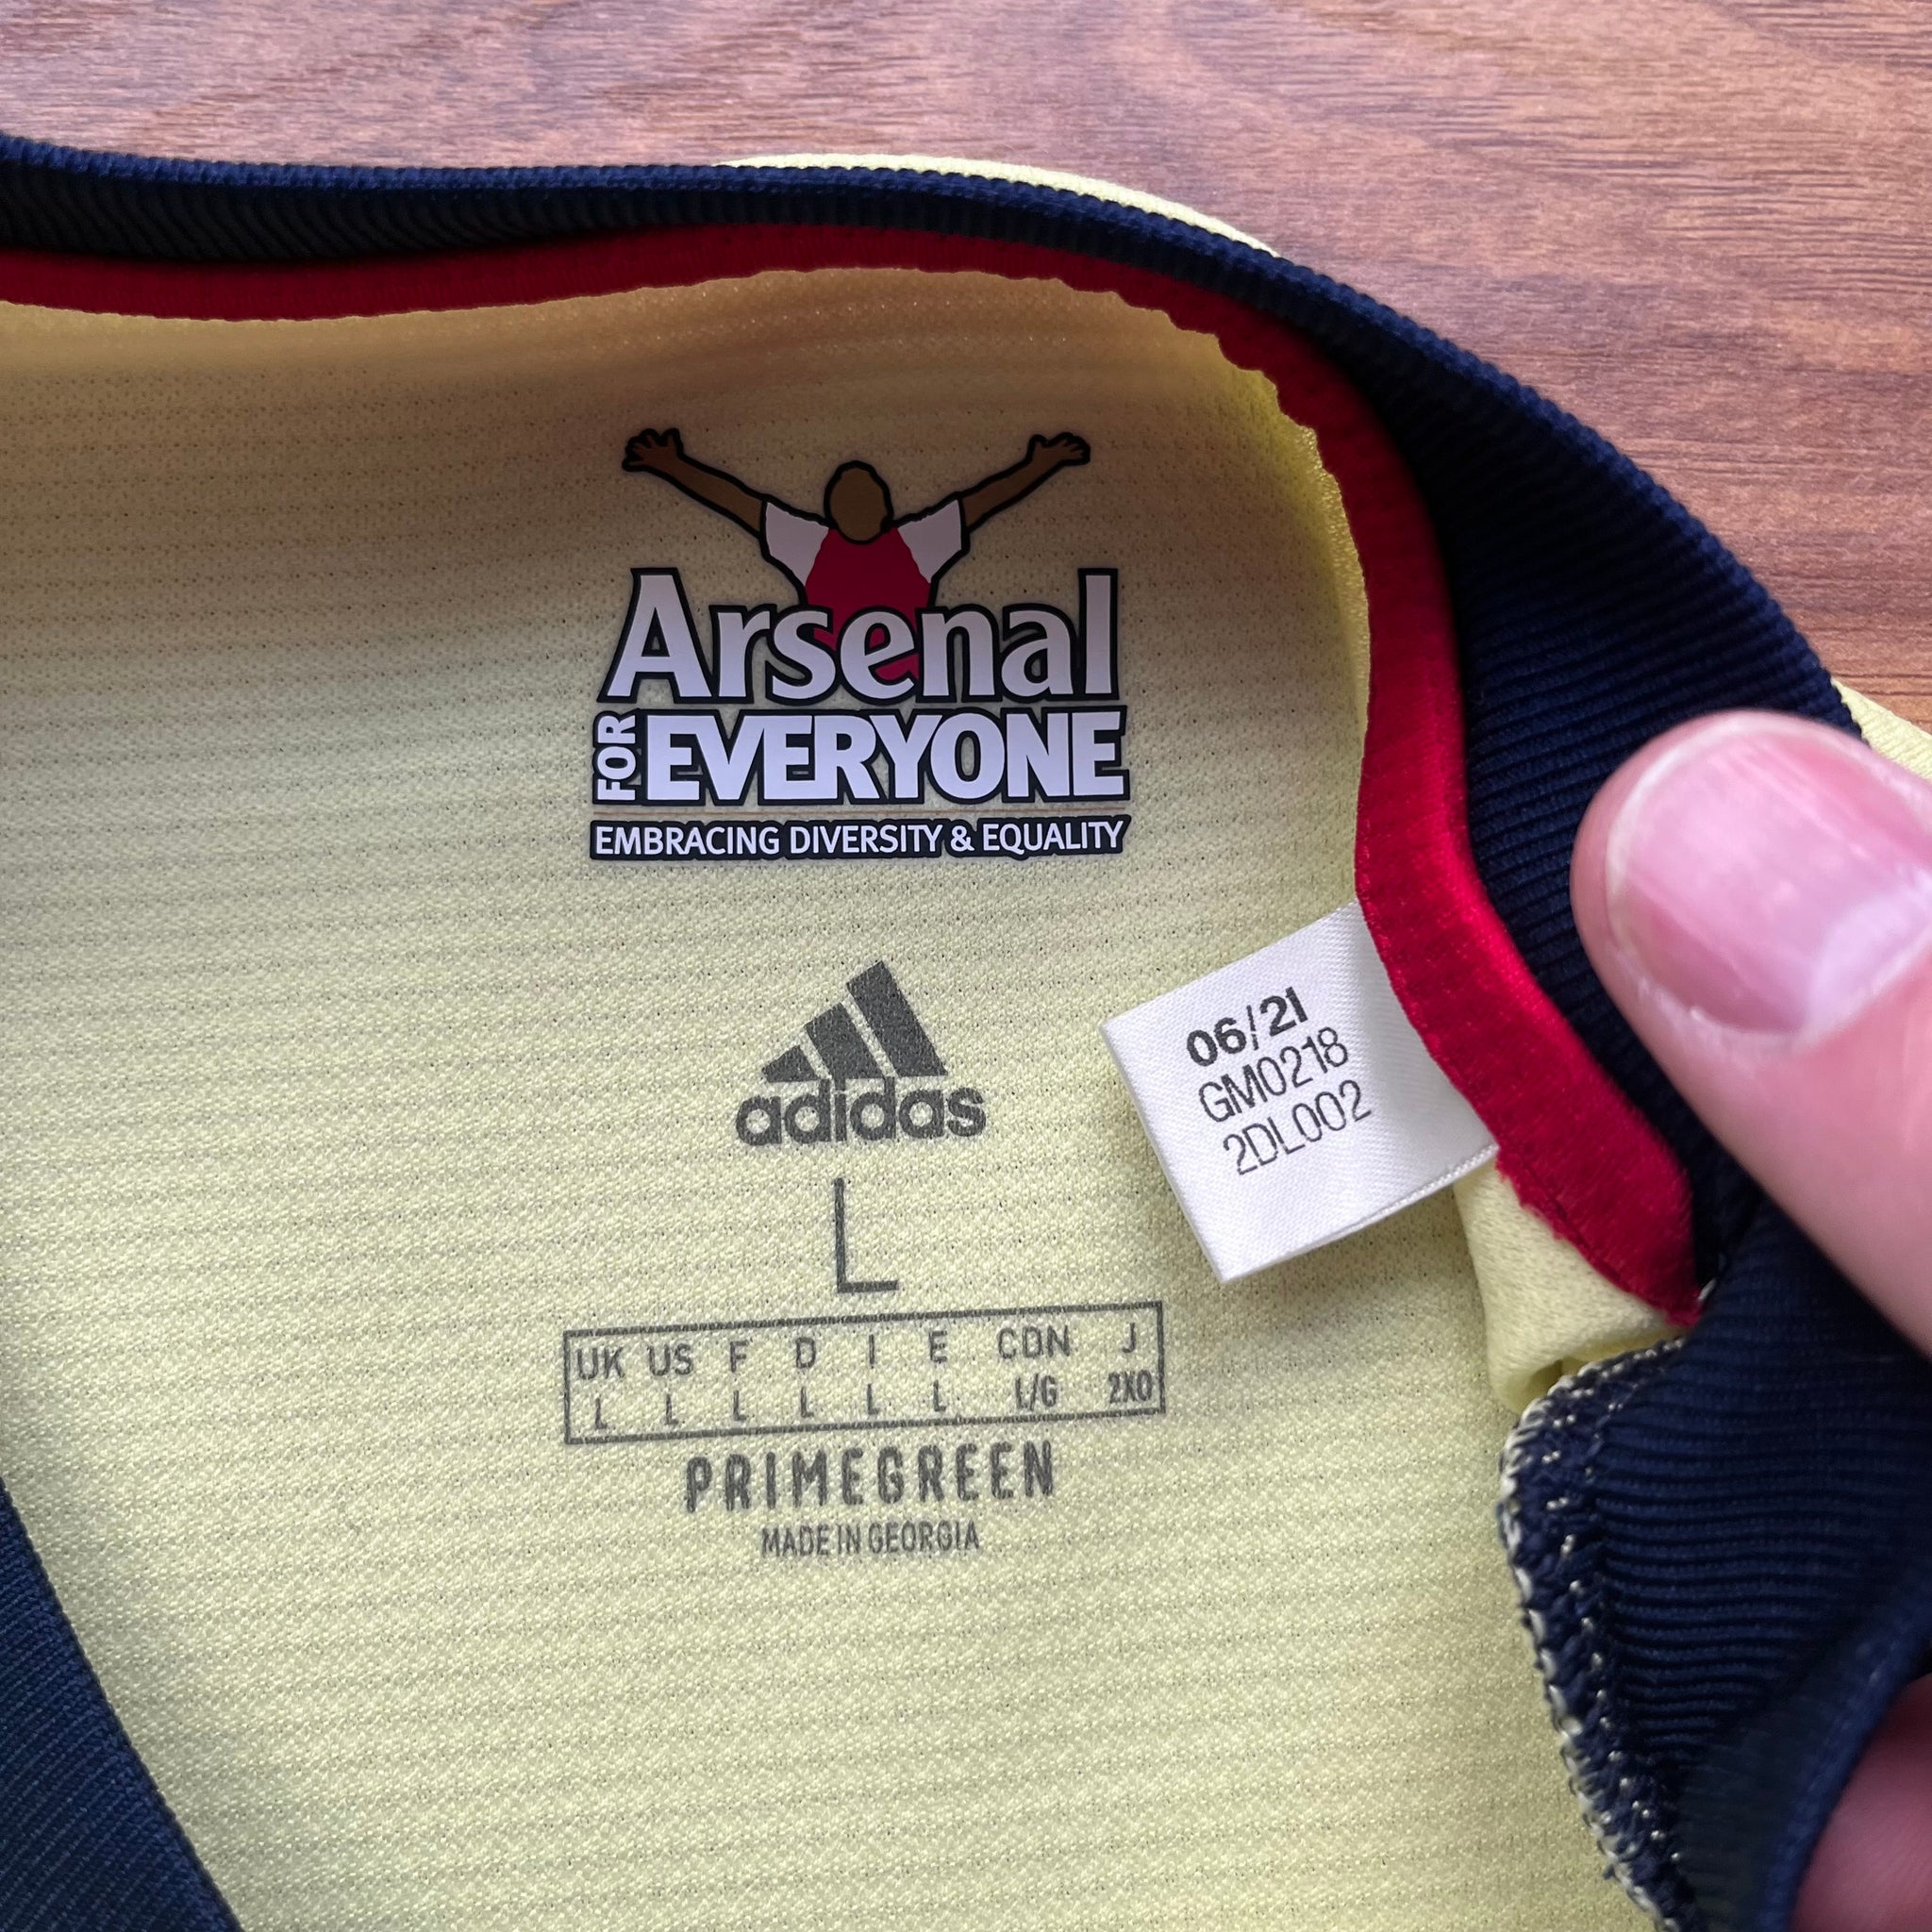 Arsenal
FOR EVERYONE
EMBRACING DIVERSITY & EQUALITY
adidas
06/21
GM0218
2DL002
L
UK US F D I E CDN J
L L L L L L L/G 2XO
PRIMEGREEN
MADE IN GEORGIA